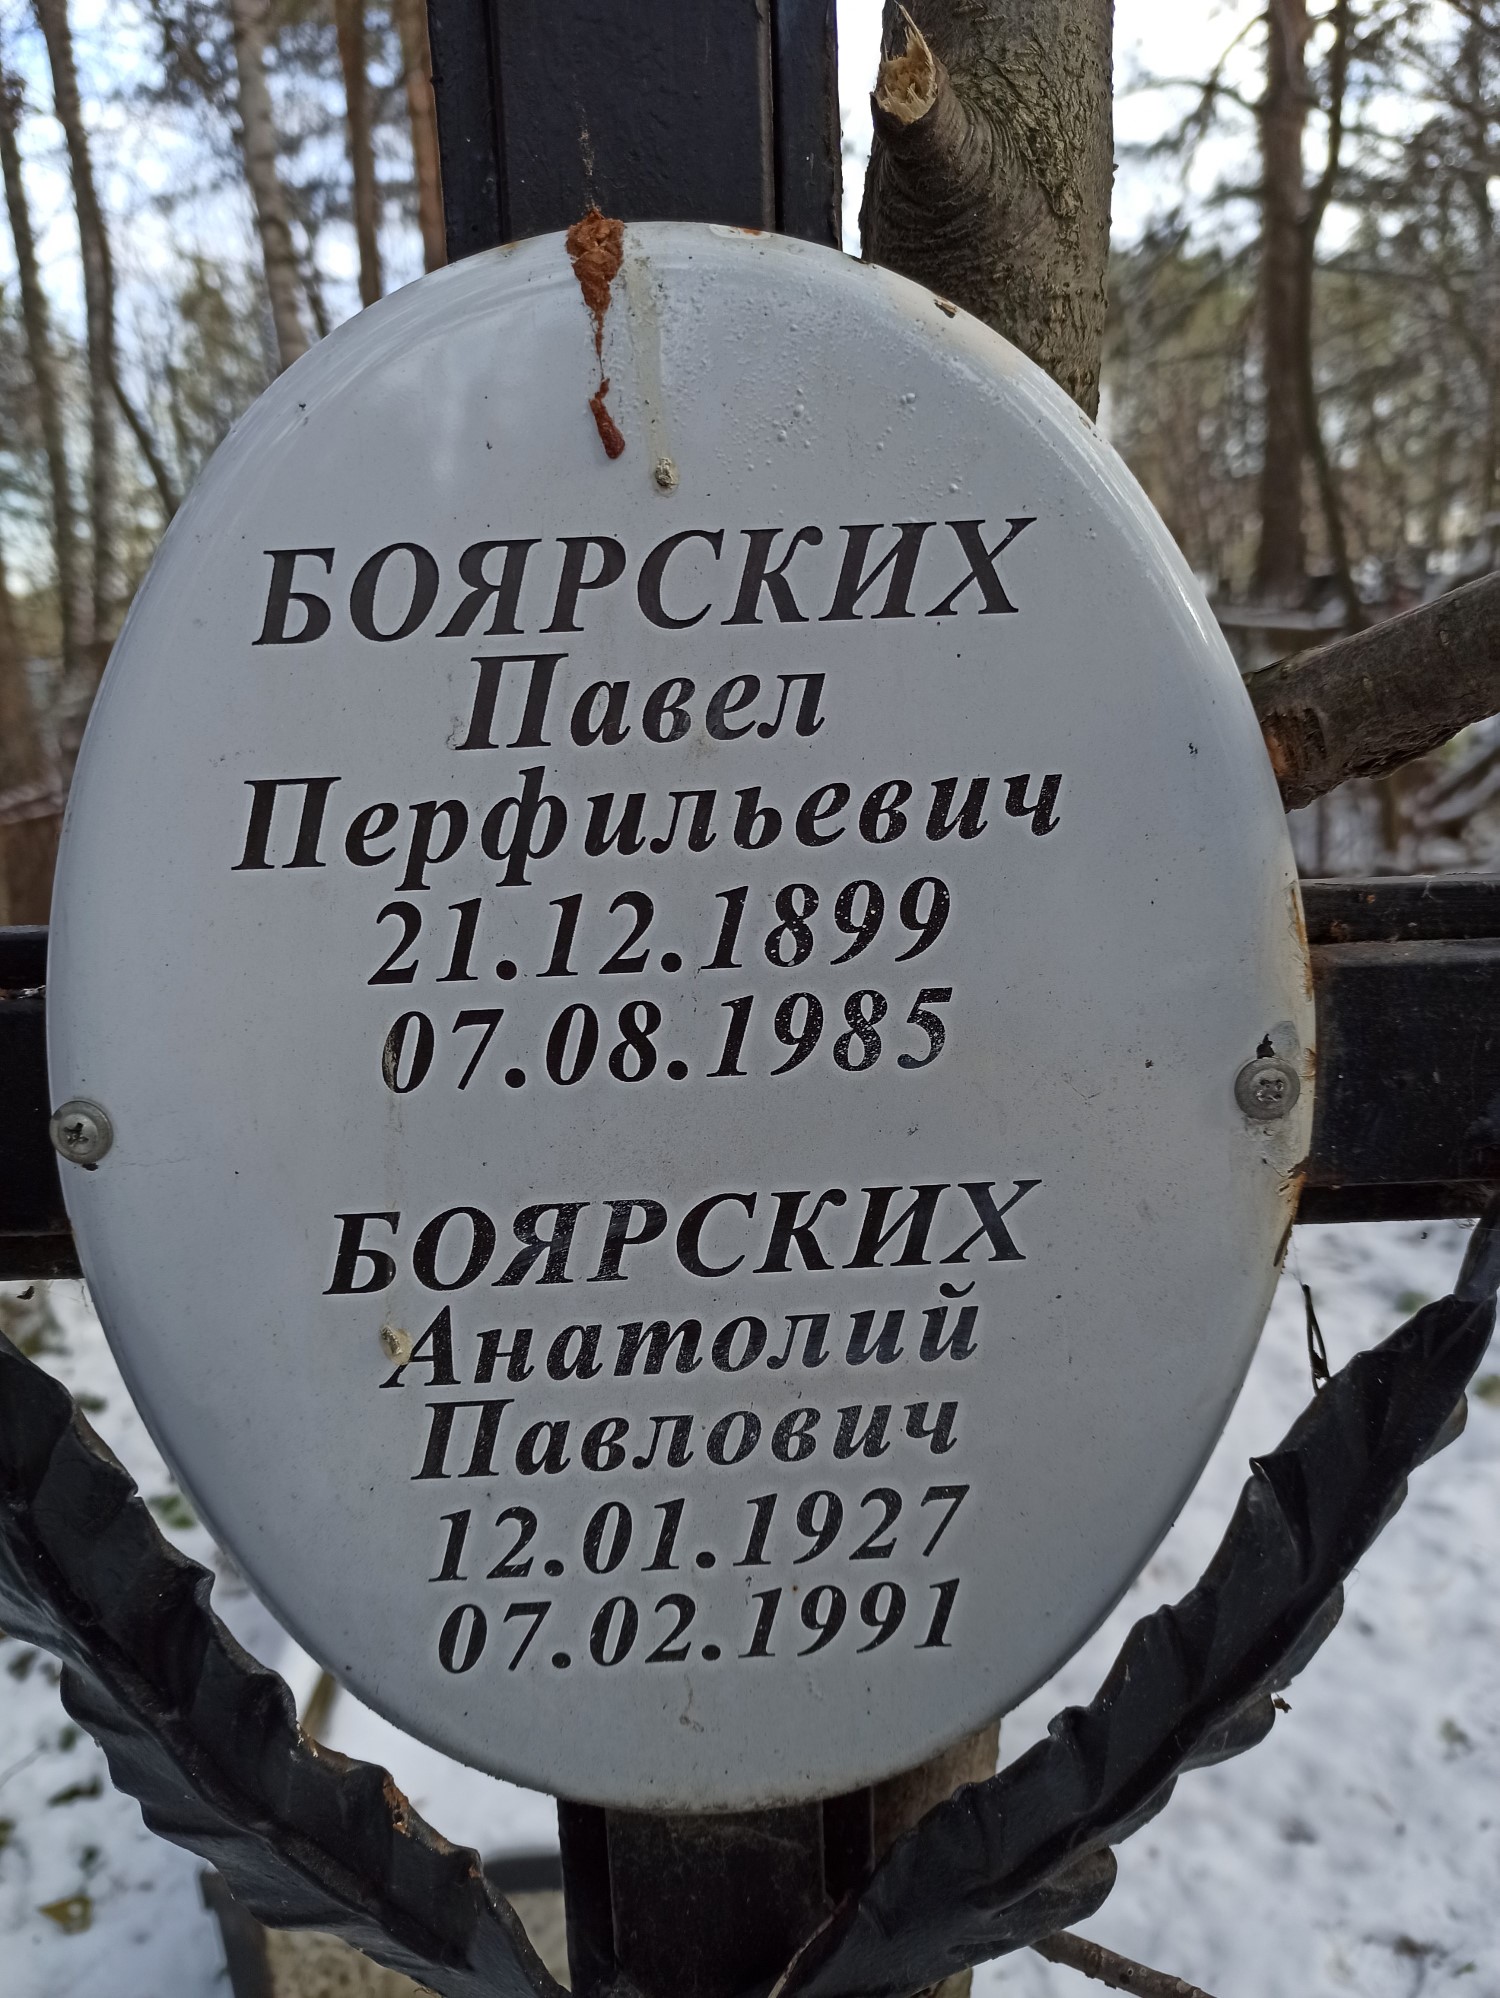 БОЯРСКИХ
Павел
Перфильевич
21.12.1899
07.08.1985
БОЯРСКИХ
Анатолий
Павлович
12.01.1927
07.02.1991